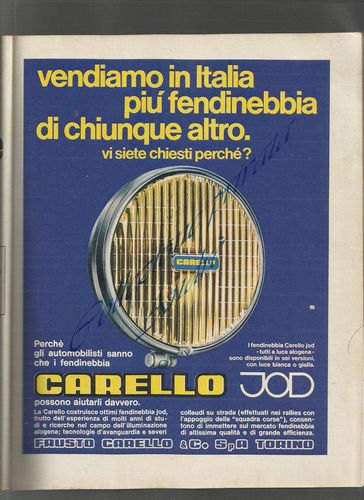 vendiamo in Italia
piú fendinebbia
di chiunque altro.
vi siete chiesti perché?
CARELLO
Perchè
gli automobilisti sanno
che i fendinebbia
CARELLO JOD
possono aiutarli davvero.
I fendinebbia Carello jod
-tutti a luce alogena-
sono disponibili in sei versioni,
con luce bianca o gialla.
La Carello costruisce ottimi fendinebbia jod,
frutto dell'esperienza di molti anni di stu-
di e ricerche nel campo dell'illuminazione
alogena; tecnologie d'avanguardia e severi
collaudi su strada (effettuati nei rallies con
l'appoggio della "squadra corse"), consen-
tono di immettere sul mercato fendinebbia
di altissima qualità e di grande efficienza.
FAUSTO CARELLO & C. SpA TORINO